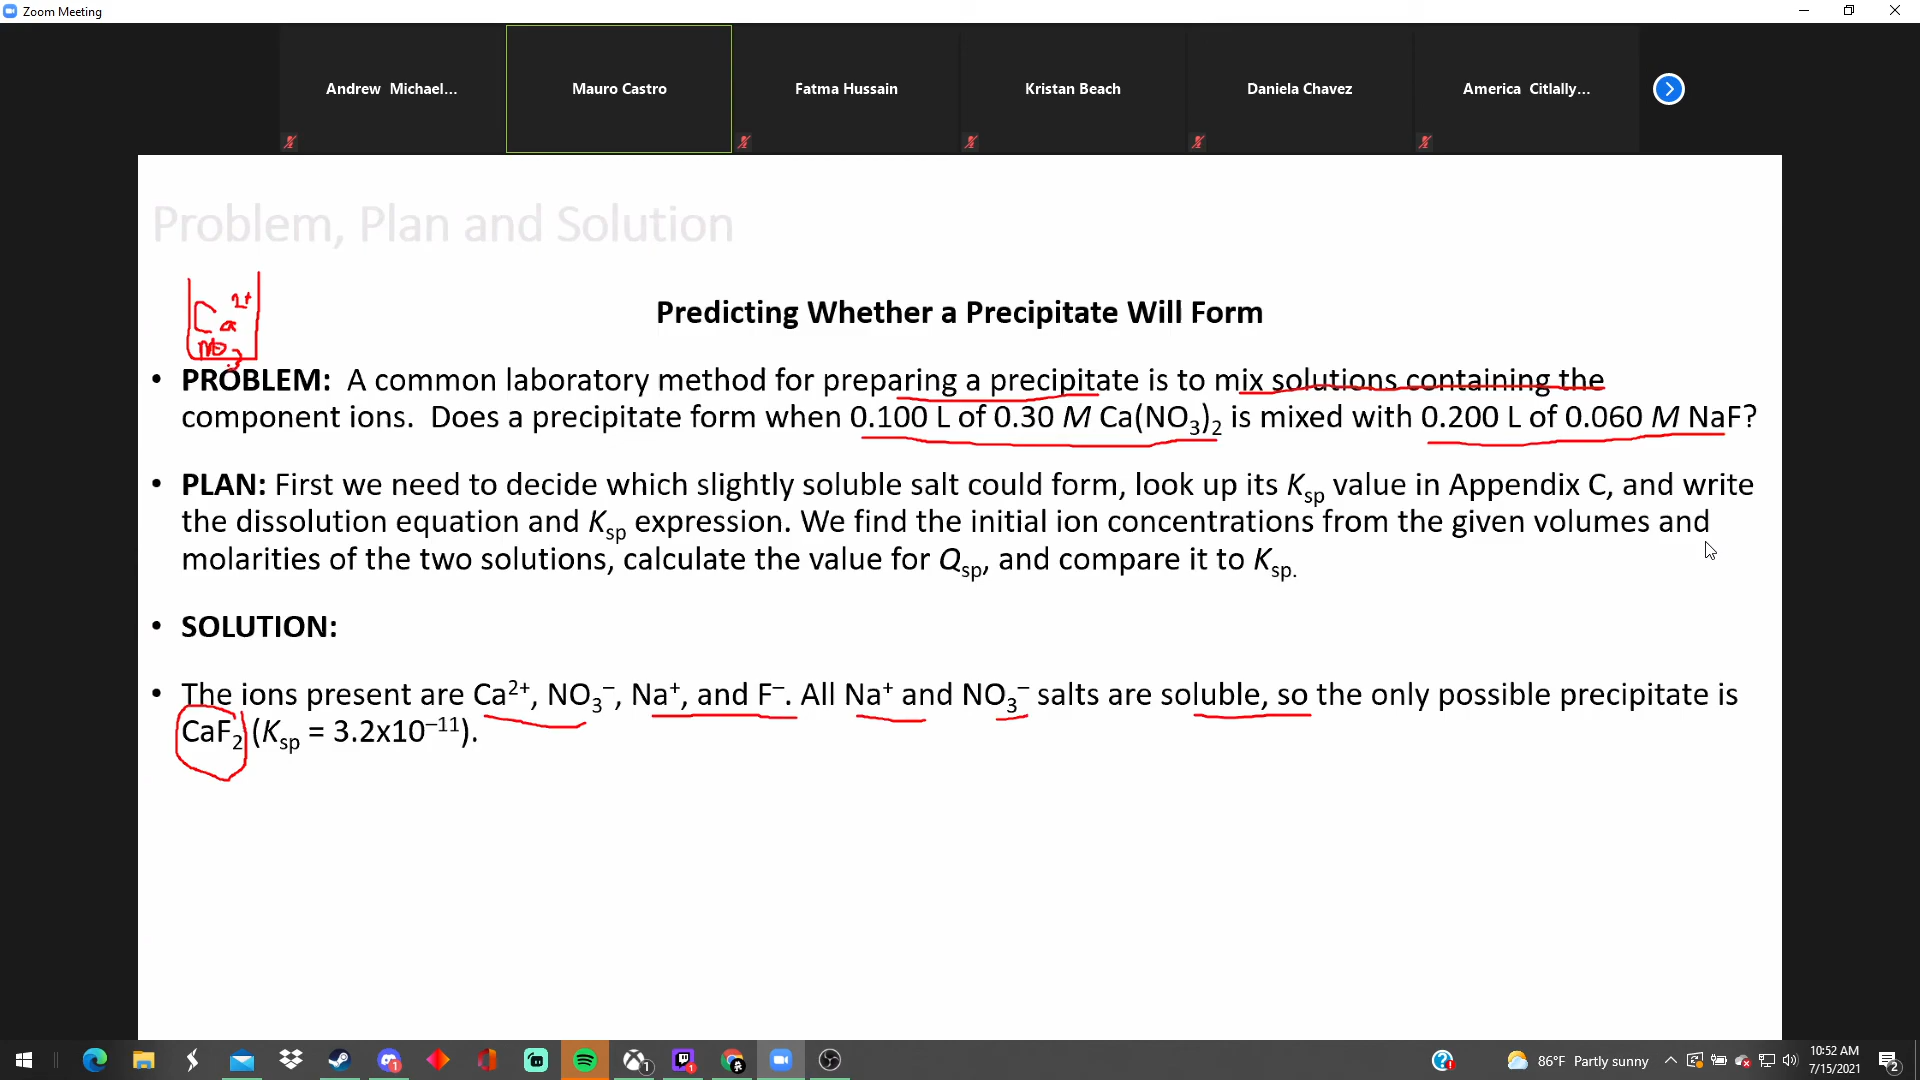 Zoom Meeting
Andrew Michael...
Mauro Castro
Fatma Hussain
Kristan Beach
Daniela Chavez
America Citlally...
Problem, Plan and Solution
Ca²⁺
NO₃
Predicting Whether a Precipitate Will Form
• PROBLEM: A common laboratory method for preparing a precipitate is to mix solutions containing the
component ions. Does a precipitate form when 0.100 L of 0.30 M Ca(NO₃)₂ is mixed with 0.200 L of 0.060 M NaF?
• PLAN: First we need to decide which slightly soluble salt could form, look up its Ksp value in Appendix C, and write
the dissolution equation and Ksp expression. We find the initial ion concentrations from the given volumes and
molarities of the two solutions, calculate the value for Qsp, and compare it to Ksp.
• SOLUTION:
• The ions present are Ca²⁺, NO₃⁻, Na⁺, and F⁻. All Na⁺ and NO₃⁻ salts are soluble, so the only possible precipitate is
CaF₂ (Ksp = 3.2x10⁻¹¹).
1
1
1
86°F Partly sunny
10:52 AM
7/15/2021
2